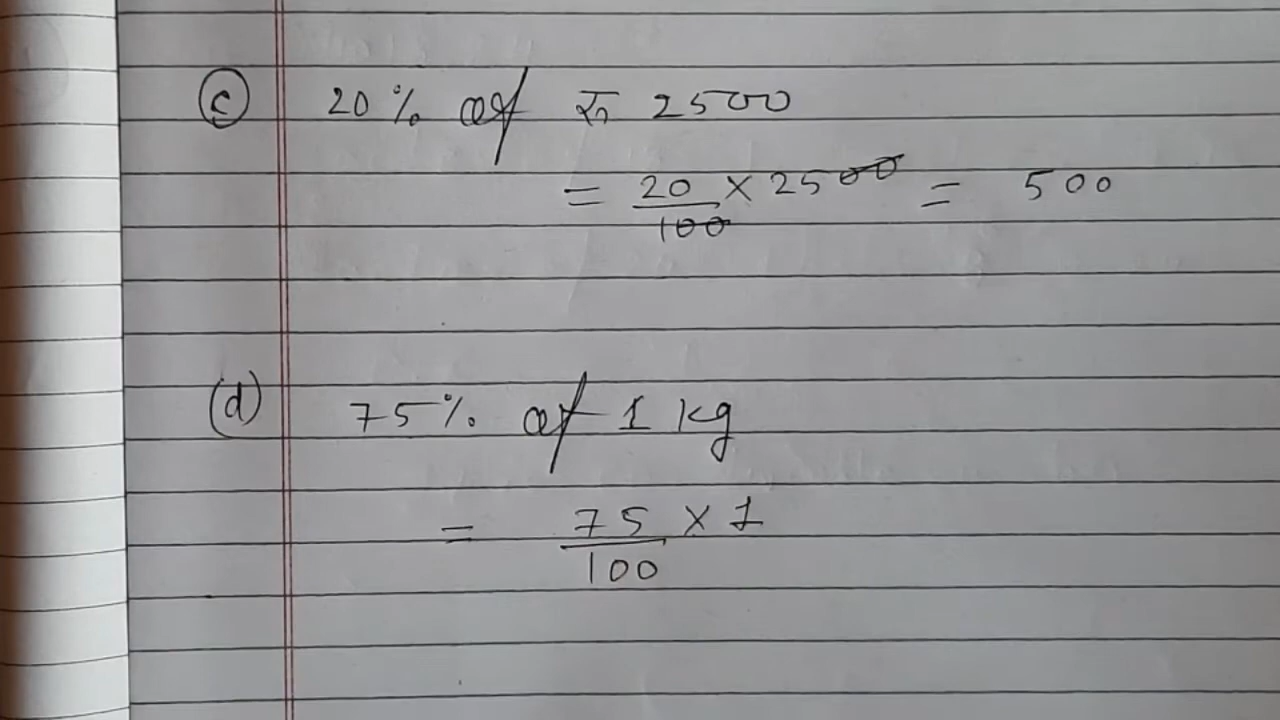 (c) 20% of रु 2500
= 20/100 × 2500 = 500
(d) 75% of 1 kg
= 75/100 × 1